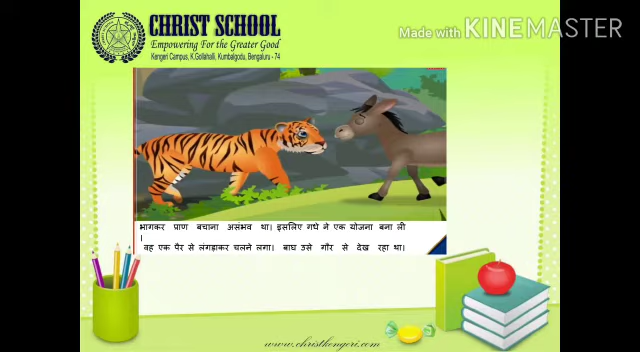 CHRIST SCHOOL
Empowering For the Greater Good
Kengeri Campus, K.Gollahalli, Kumbalgodu, Bengaluru - 74
Made with KINEMASTER
भागकर प्राण बचाना असंभव था। इसलिए गधे ने एक योजना बना ली
।
वह एक पैर से लंगड़ाकर चलने लगा। बाघ उसे गौर से देख रहा था।
www.christkengeri.com